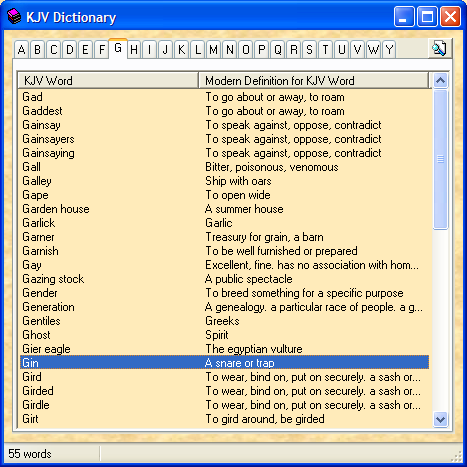 KJV Dictionary
A B C D E F G H I J K L M N O P Q R S T U V W Y
KJV Word Modern Definition for KJV Word
Gad To go about or away, to roam
Gaddest To go about or away, to roam
Gainsay To speak against, oppose, contradict
Gainsayers To speak against, oppose, contradict
Gainsaying To speak against, oppose, contradict
Gall Bitter, poisonous, venomous
Galley Ship with oars
Gape To open wide
Garden house A summer house
Garlick Garlic
Garner Treasury for grain, a barn
Garnish To be well furnished or prepared
Gay Excellent, fine. has no association with hom...
Gazing stock A public spectacle
Gender To breed something for a specific purpose
Generation A genealogy. a particular race of people. a g...
Gentiles Greeks
Ghost Spirit
Gier eagle The egyptian vulture
Gin A snare or trap
Gird To wear, bind on, put on securely. a sash or...
Girded To wear, bind on, put on securely. a sash or...
Girdle To wear, bind on, put on securely. a sash or...
Girt To gird around, be girded
55 words